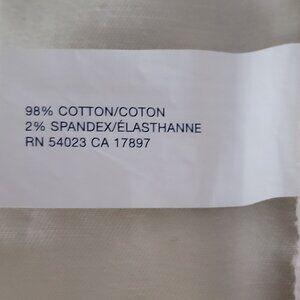 98% COTTON/COTON
2% SPANDEX/ÉLASTHANNE
RN 54023 CA 17897